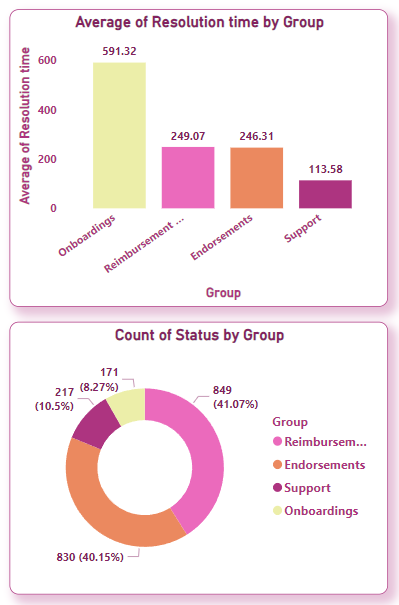 Average of Resolution time by Group
Average of Resolution time
600
400
200
0
591.32
249.07
246.31
113.58
Onboardings
Reimbursement ...
Endorsements
Support
Group
Count of Status by Group
171
(8.27%)
217
(10.5%)
849
(41.07%)
830 (40.15%)
Group
Reimbursem...
Endorsements
Support
Onboardings